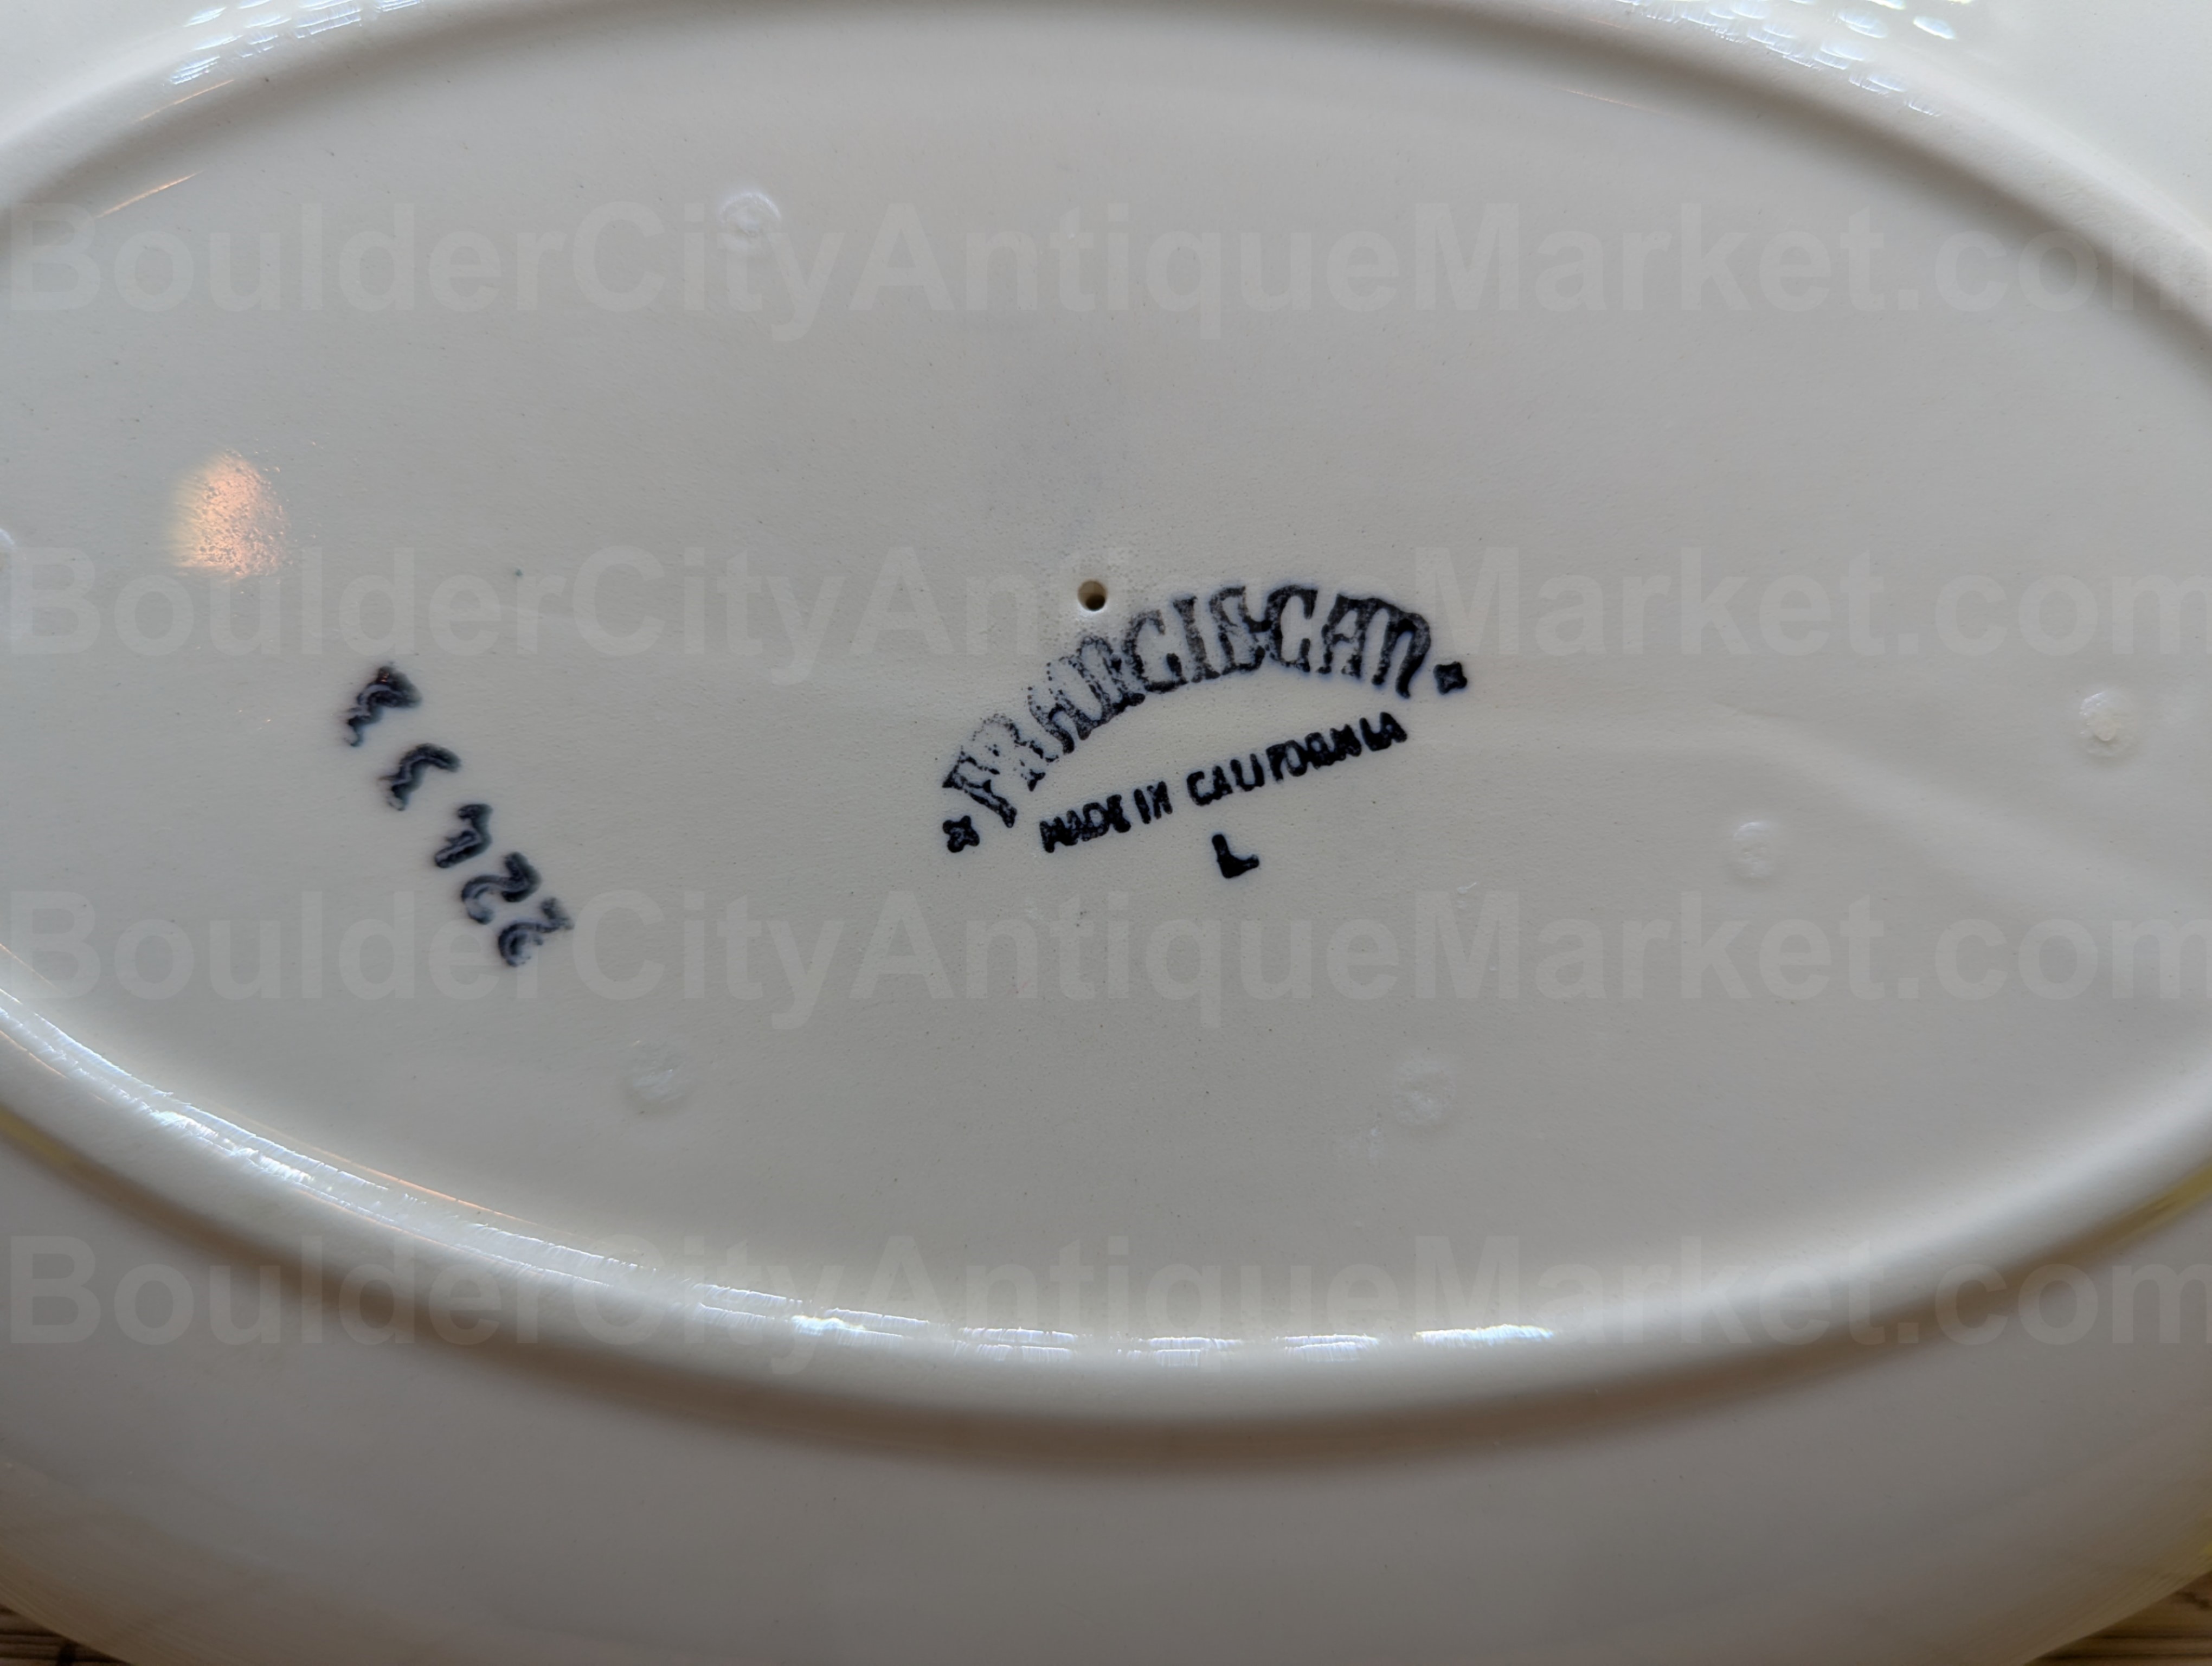 BoulderCityAntiqueMarket.com
BoulderCityAntiqueMarket.com
FRANCISCAN
MADE IN CALIFORNIA
L
BoulderCityAntiqueMarket.com
BoulderCityAntiqueMarket.com